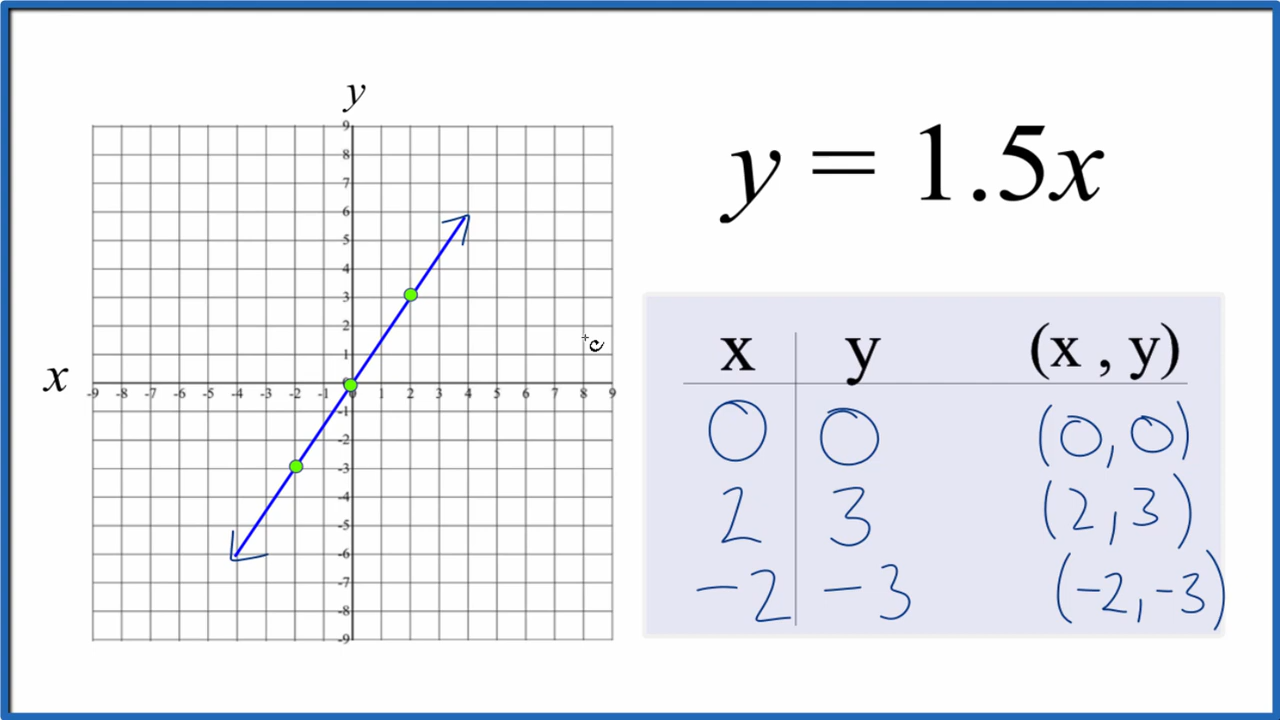 y
9
8
7
6
5
4
3
2
1
x -9 -8 -7 -6 -5 -4 -3 -2 -1 0 1 2 3 4 5 6 7 8 9
-1
-2
-3
-4
-5
-6
-7
-8
-9
y = 1.5x
x y (x , y)
0 0 (0,0)
2 3 (2,3)
-2 -3 (-2,-3)